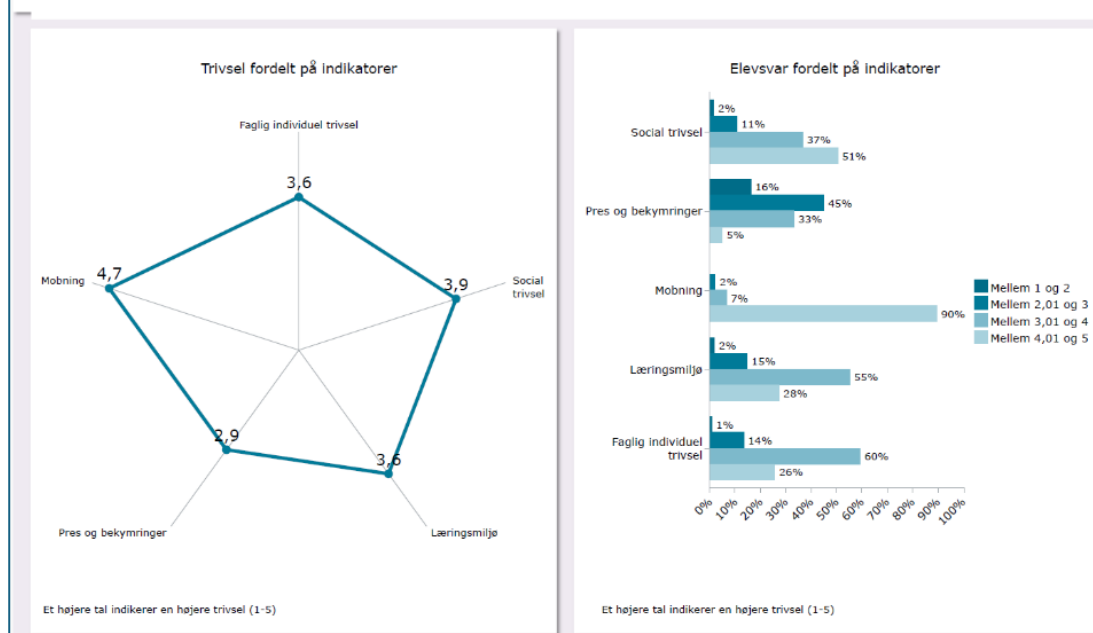 Trivsel fordelt på indikatorer
Faglig individuel trivsel
3,6
Mobning
4,7
3,9
Social
trivsel
2,9
3,6
Pres og bekymringer
Læringsmiljø
Et højere tal indikerer en højere trivsel (1-5)
Elevsvar fordelt på indikatorer
Social trivsel
2%
11%
37%
51%
Pres og bekymringer
16%
45%
33%
5%
Mobning
2%
7%
90%
Læringsmiljø
2%
15%
55%
28%
Faglig individuel
trivsel
1%
14%
60%
26%
0% 10% 20% 30% 40% 50% 60% 70% 80% 90% 100%
Mellem 1 og 2
Mellem 2,01 og 3
Mellem 3,01 og 4
Mellem 4,01 og 5
Et højere tal indikerer en højere trivsel (1-5)